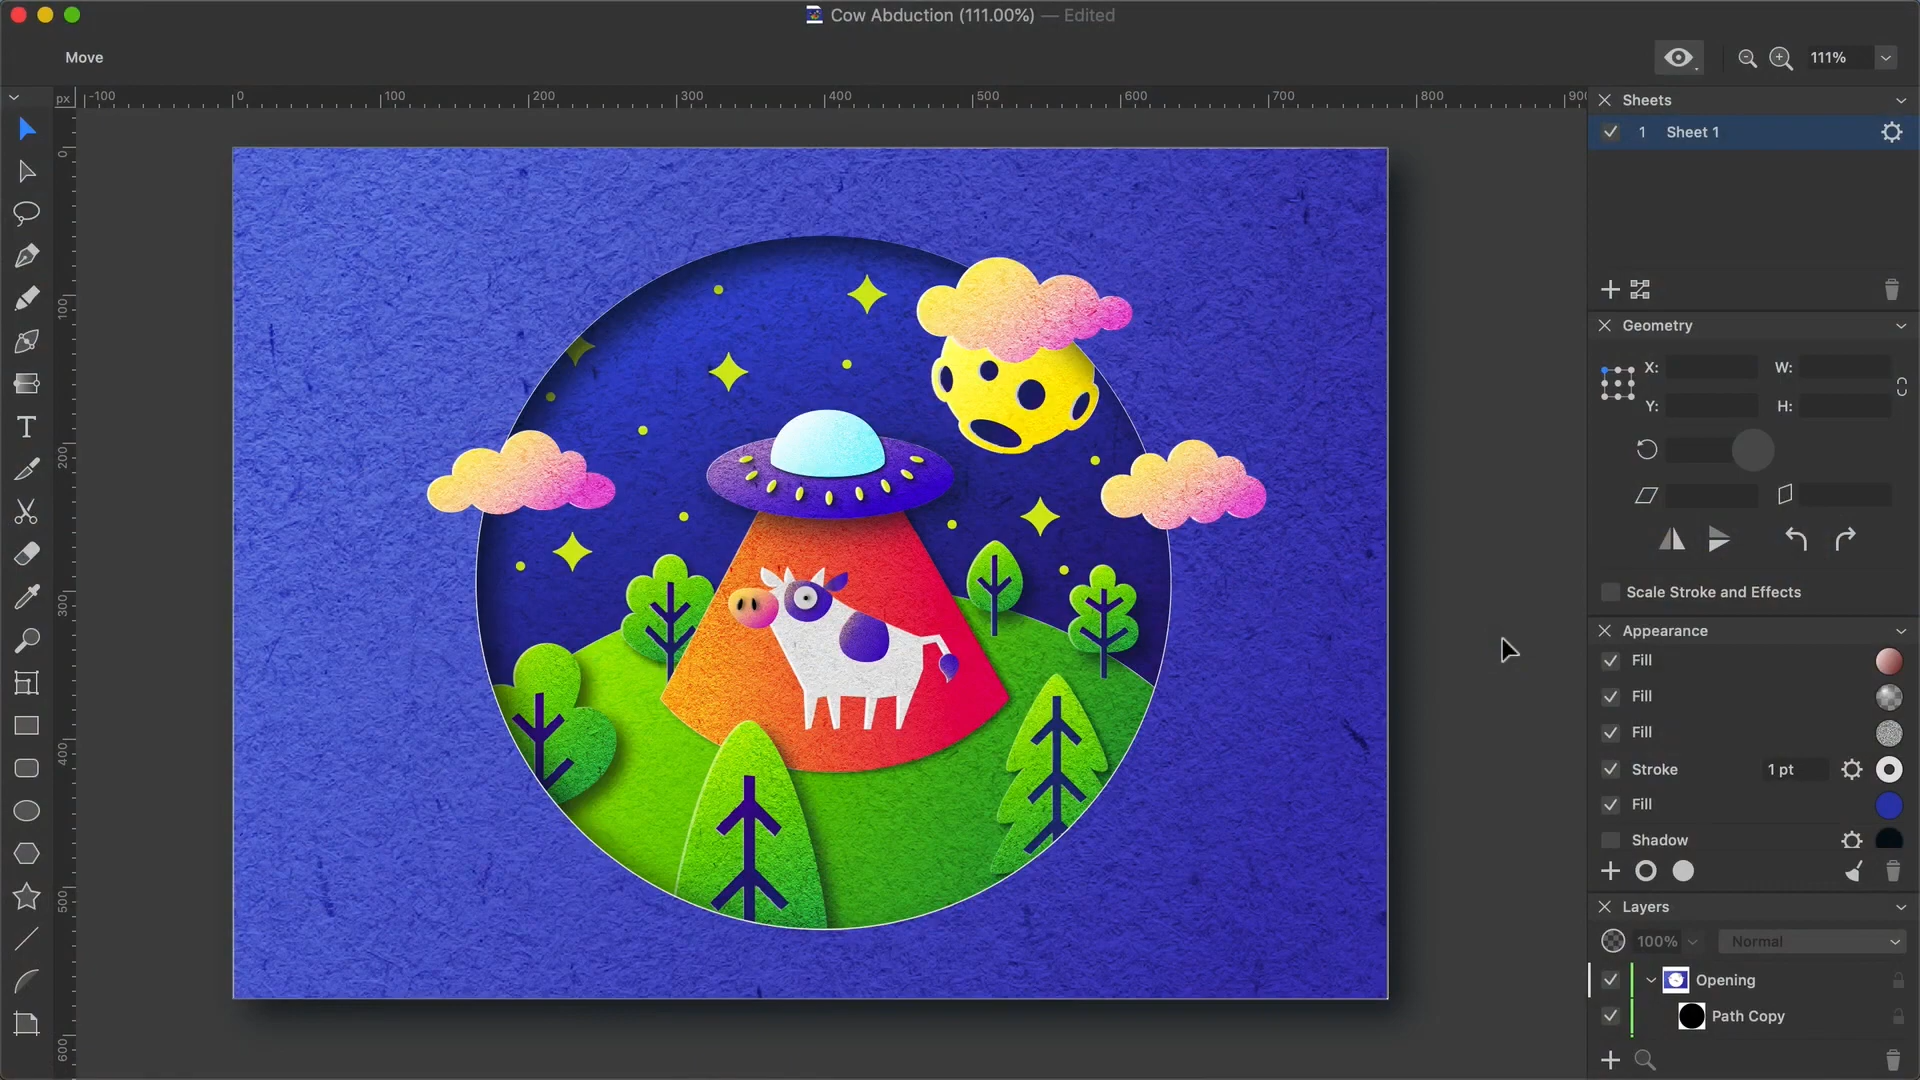 Cow Abduction (111.00%) — Edited
Move
111%
px
-100 0 100 200 300 400 500 600 700 800 900
0
100
200
300
400
500
600
Sheets
1 Sheet 1
Geometry
X: W:
Y: H:
Scale Stroke and Effects
Appearance
Fill
Fill
Fill
Stroke 1 pt
Fill
Shadow
Layers
100% Normal
Opening
Path Copy